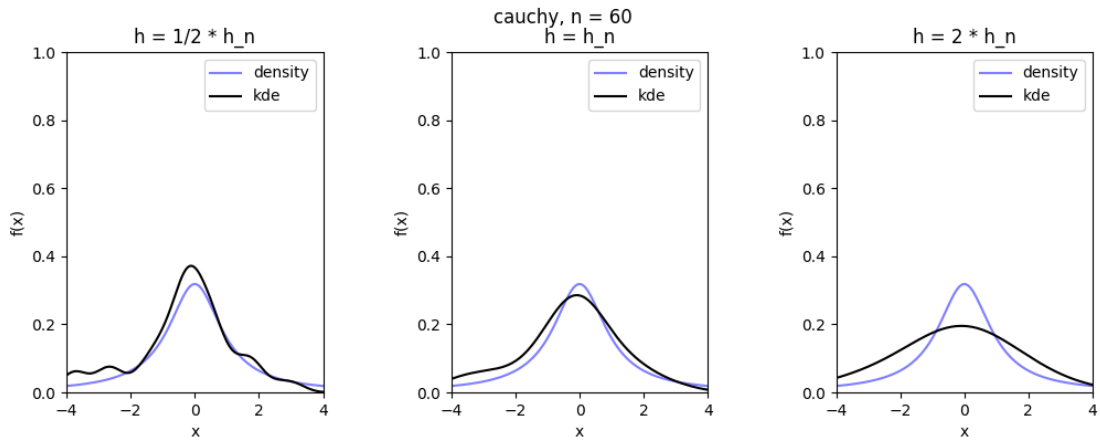 cauchy, n = 60
h = 1/2 * h_n
density
kde
1.0
0.8
0.6
0.4
0.2
0.0
f(x)
−4 −2 0 2 4
x
h = h_n
density
kde
1.0
0.8
0.6
0.4
0.2
0.0
f(x)
−4 −2 0 2 4
x
h = 2 * h_n
density
kde
1.0
0.8
0.6
0.4
0.2
0.0
f(x)
−4 −2 0 2 4
x